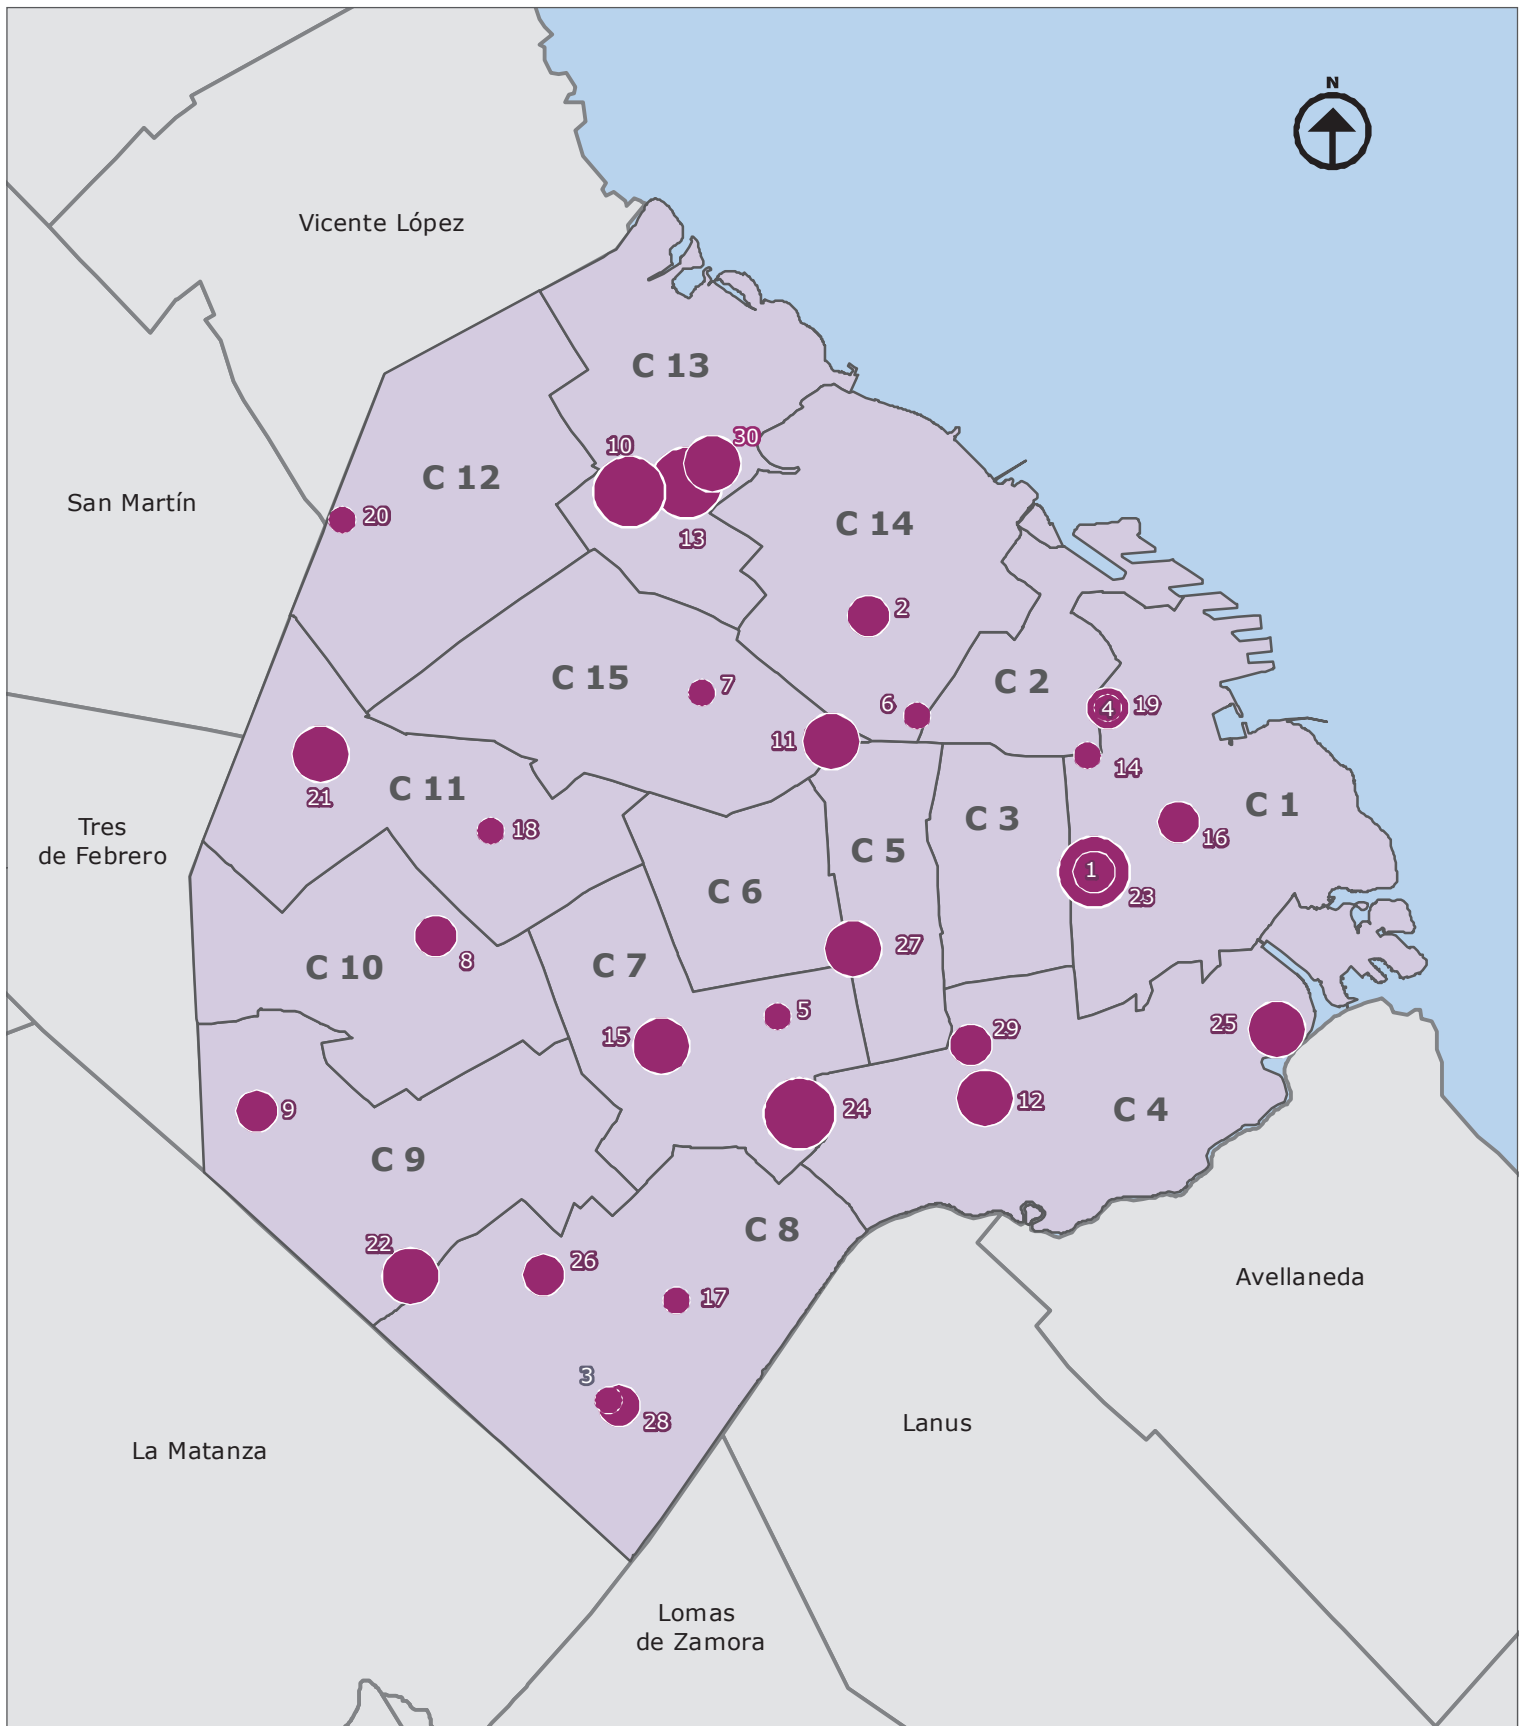 N
Vicente López
C 13
10
30
C 12
San Martín
20
C 14
13
2
C 15
7
C 2
6
4
19
11
14
21
C 11
C 1
C 3
18
16
Tres
de Febrero
C 5
1
C 6
23
27
8
C 10
C 7
5
25
15
29
9
24
12
C 4
C 9
C 8
22
26
Avellaneda
17
3
28
Lanus
La Matanza
Lomas
de Zamora